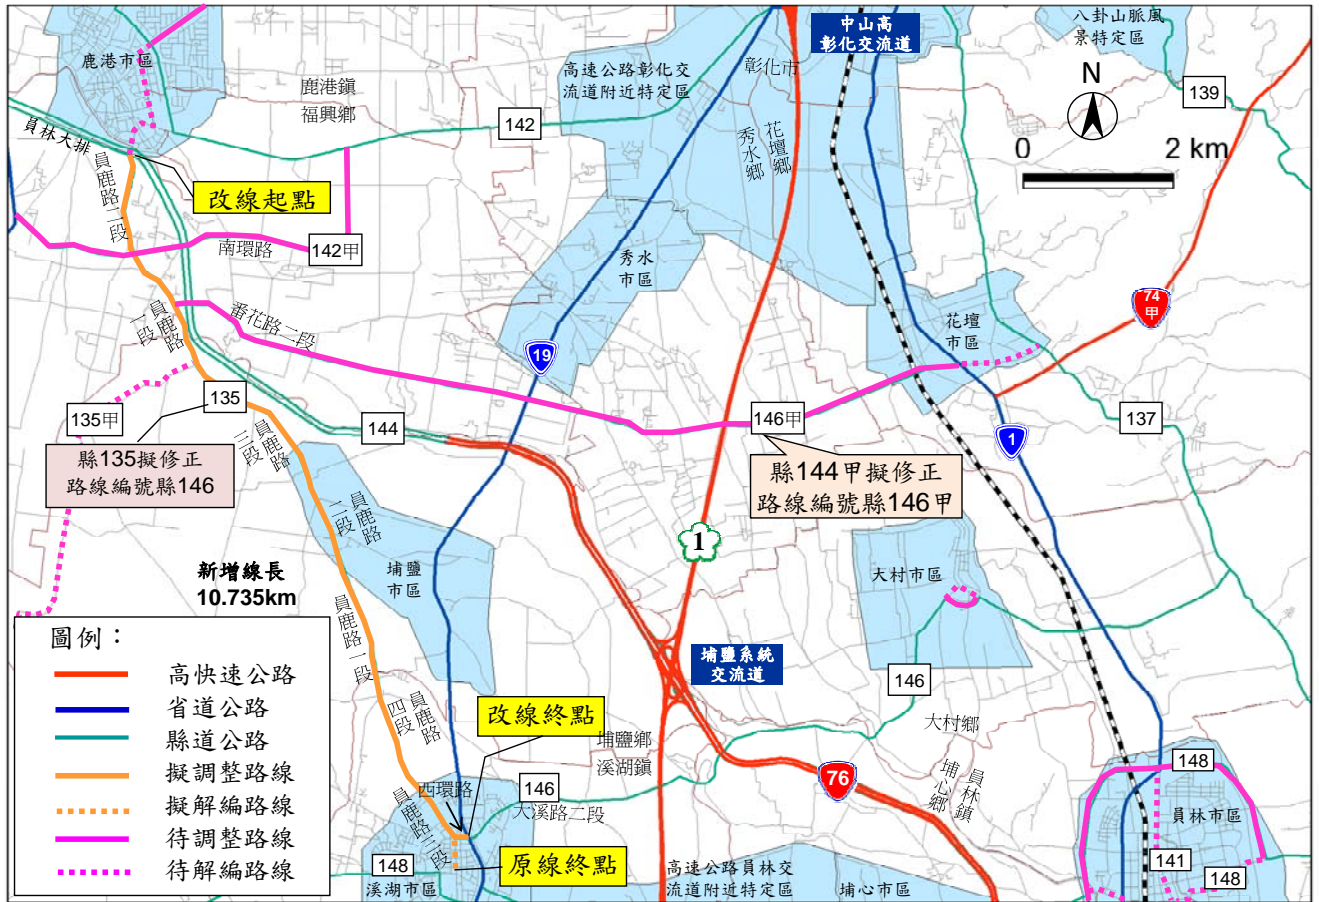 中山高
彰化交流道
八卦山脈風
景特定區
鹿港市區
鹿港鎮
福興鄉
高速公路彰化交
流道附近特定區
彰化市
N
139
142
0 2 km
員林大排
花壇鄉
秀水鄉
員鹿路二段
改線起點
南環路
142甲
秀水
市區
74
甲
花壇
市區
番花路二段
員鹿路
一段
19
135甲
135
144
146甲
137
1
縣135擬修正
路線編號縣146
員鹿路
三段
縣144甲擬修正
路線編號縣146甲
員鹿路
二段
1
新增線長
10.735km
埔鹽
市區
大村市區
員鹿路一段
圖例：
高快速公路
省道公路
縣道公路
擬調整路線
擬解編路線
待調整路線
待解編路線
埔鹽系統
交流道
146
員鹿路
四段
改線終點
埔鹽鄉
溪湖鎮
大村鄉
員林鎮
埔心鄉
76
148
西環路
146
大溪路二段
員鹿路二段
員林市區
原線終點
148
溪湖市區
高速公路員林交
流道附近特定區
埔心市區
141
148